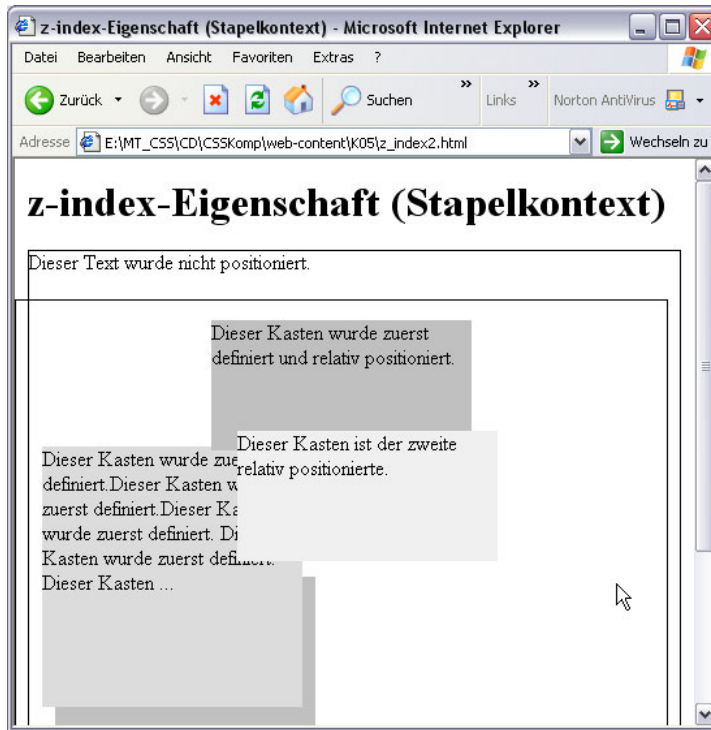 z-index-Eigenschaft (Stapelkontext) - Microsoft Internet Explorer
Datei Bearbeiten Ansicht Favoriten Extras ?
Zurück Suchen » Links » Norton AntiVirus
Adresse E:\MT_CSS\CD\CSSKomp\web-content\K05\z_index2.html Wechseln zu
z-index-Eigenschaft (Stapelkontext)
Dieser Text wurde nicht positioniert.
Dieser Kasten wurde zuerst
definiert und relativ positioniert.
Dieser Kasten ist der zweite
relativ positionierte.
Dieser Kasten wurde zue
definiert.Dieser Kasten w
zuerst definiert.Dieser Ka
wurde zuerst definiert. Di
Kasten wurde zuerst definiert.
Dieser Kasten ...